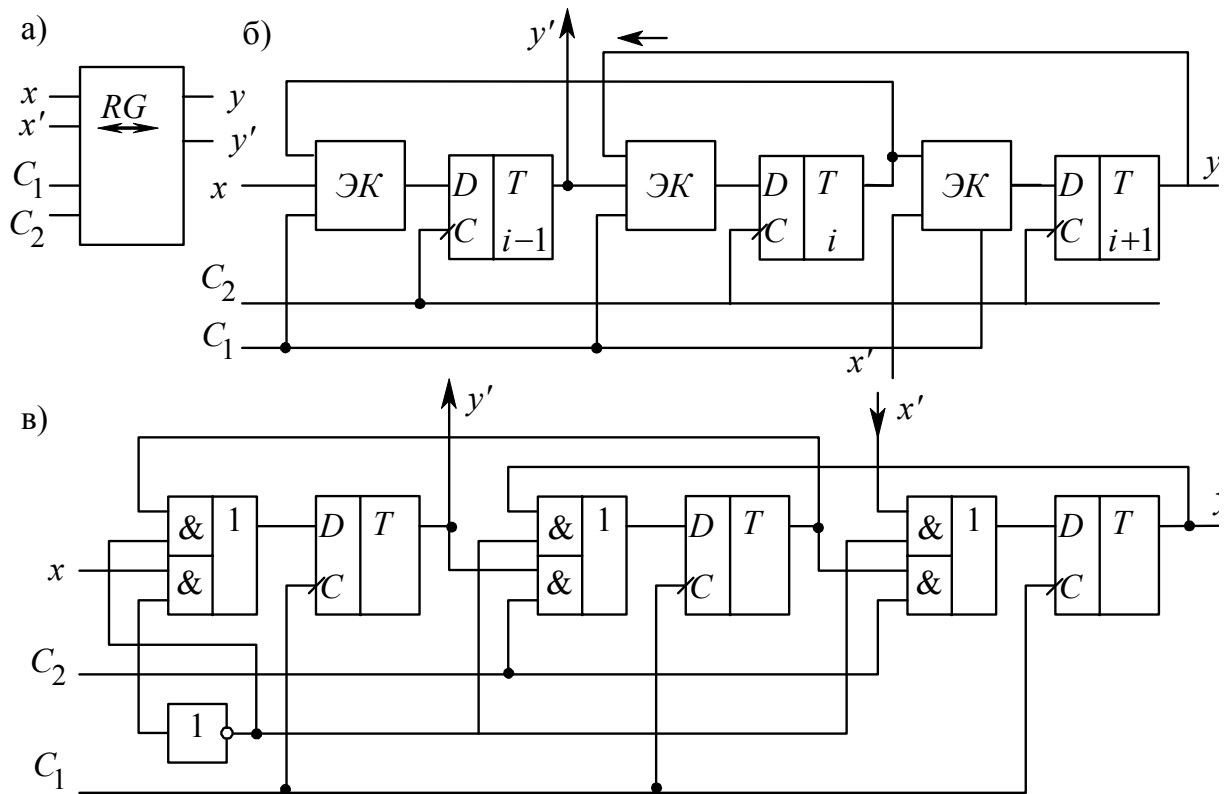 а)
x
x′
C1
C2
RG
y
y′
б)
y′
x
ЭК
D T
C i–1
ЭК
D T
C i
ЭК
D T
C i+1
y
C2
C1
x′
в)
y′
x′
x
&
&
1
D T
C
&
&
1
D T
C
&
&
1
D T
C
C2
1
C1